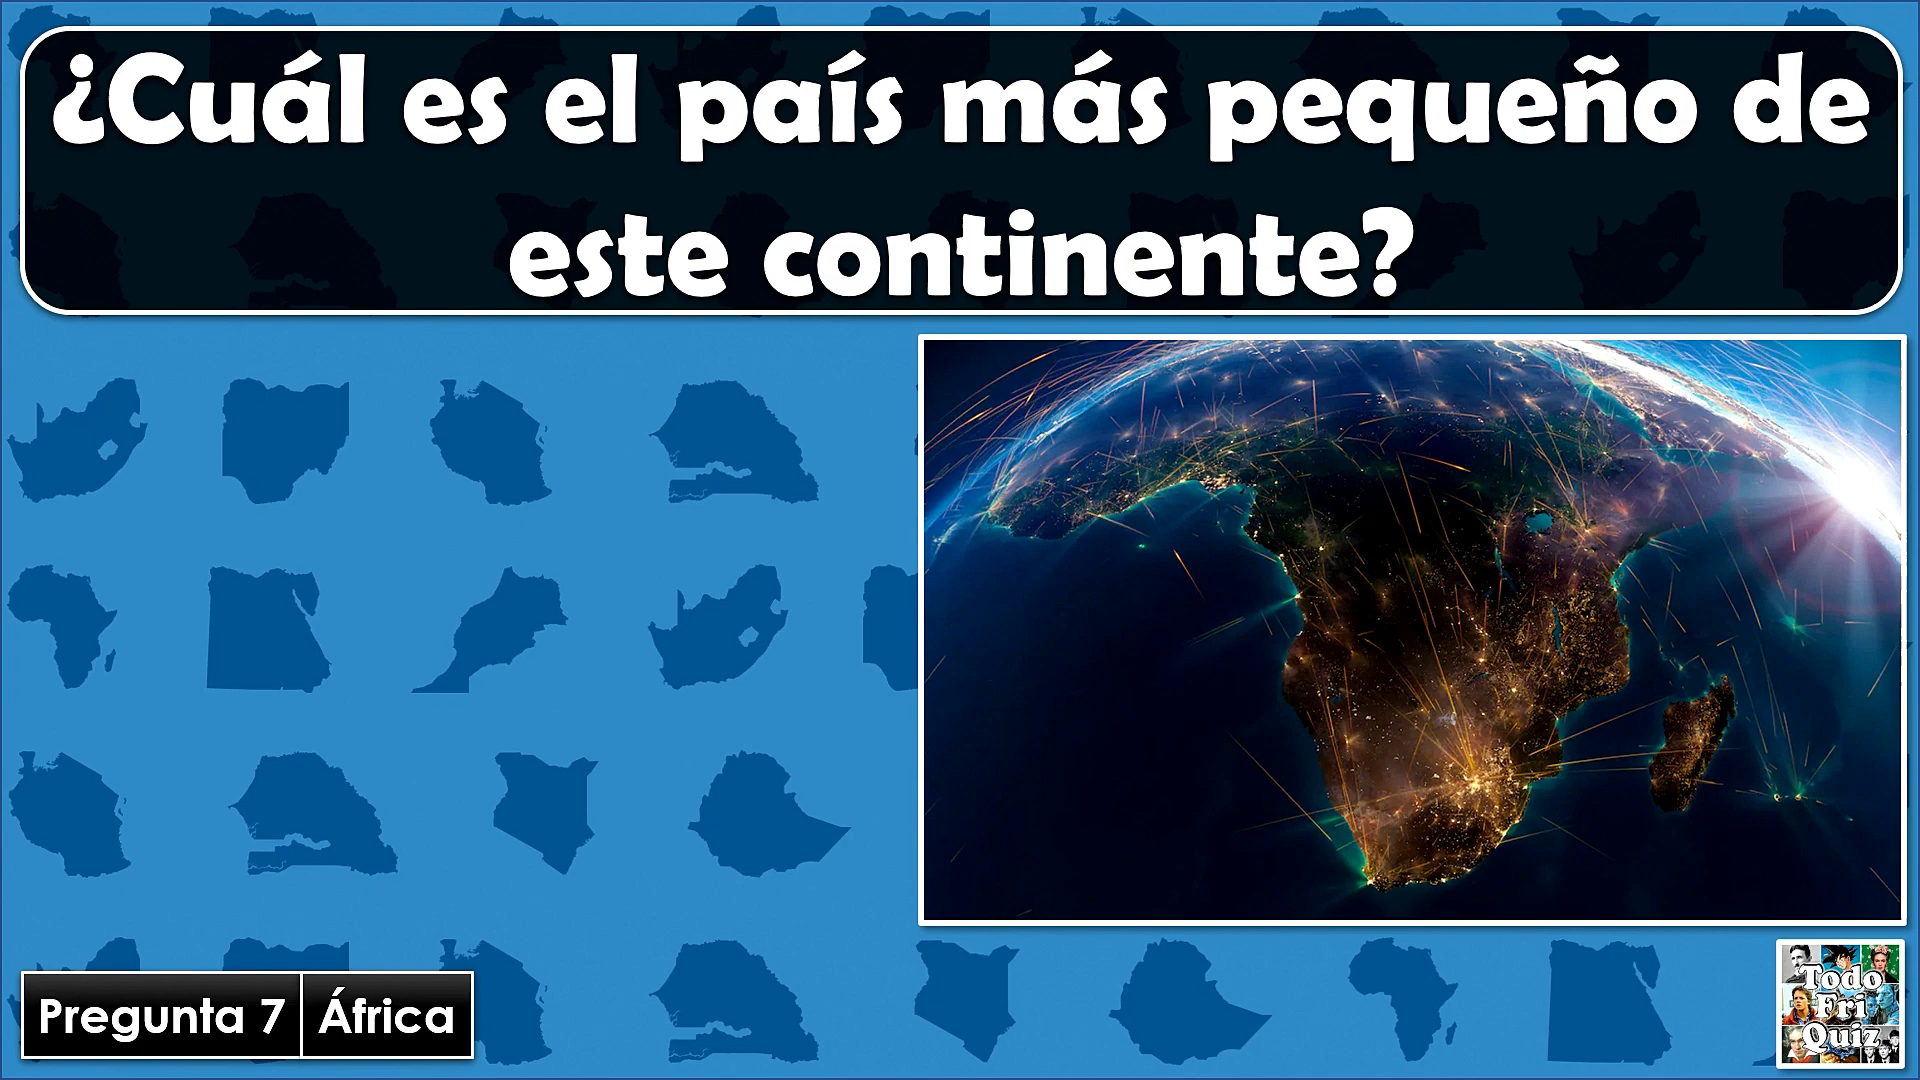 ¿Cuál es el país más pequeño de
este continente?
Pregunta 7
África
Todo
Fri
Quiz